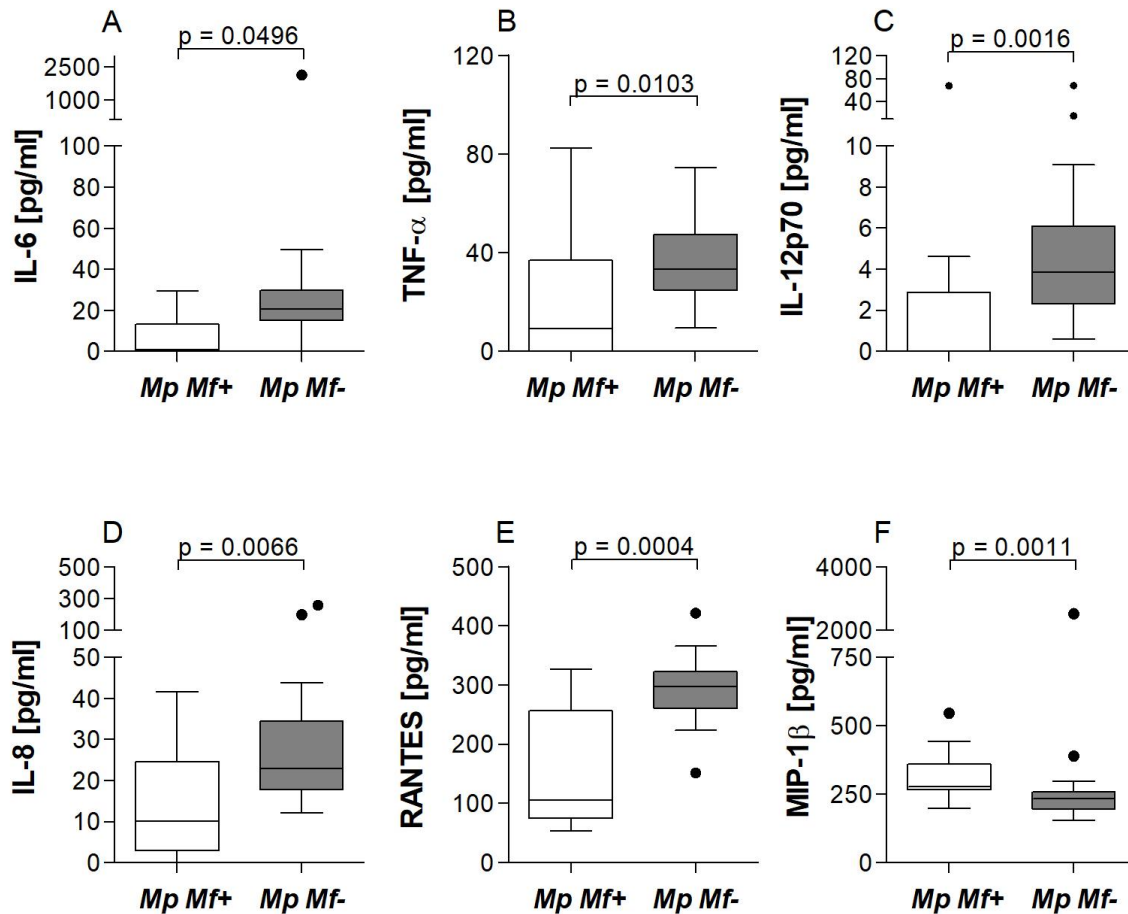 A
p = 0.0496
IL-6 [pg/ml]
2500
1000
100
80
60
40
20
0
Mp Mf+ Mp Mf-
B
p = 0.0103
TNF-α [pg/ml]
120
80
40
0
Mp Mf+ Mp Mf-
C
p = 0.0016
IL-12p70 [pg/ml]
120
80
40
10
8
6
4
2
0
Mp Mf+ Mp Mf-
D
p = 0.0066
IL-8 [pg/ml]
500
300
100
50
40
30
20
10
0
Mp Mf+ Mp Mf-
E
p = 0.0004
RANTES [pg/ml]
500
400
300
200
100
0
Mp Mf+ Mp Mf-
F
p = 0.0011
MIP-1β [pg/ml]
4000
2000
750
500
250
0
Mp Mf+ Mp Mf-